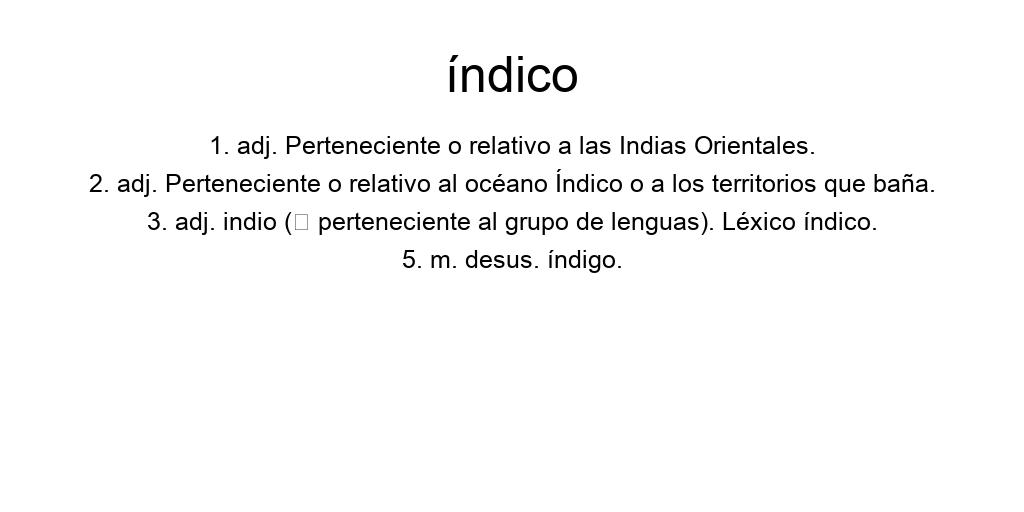 índico
1. adj. Perteneciente o relativo a las Indias Orientales.
2. adj. Perteneciente o relativo al océano Índico o a los territorios que baña.
3. adj. indio (□ perteneciente al grupo de lenguas). Léxico índico.
5. m. desus. índigo.